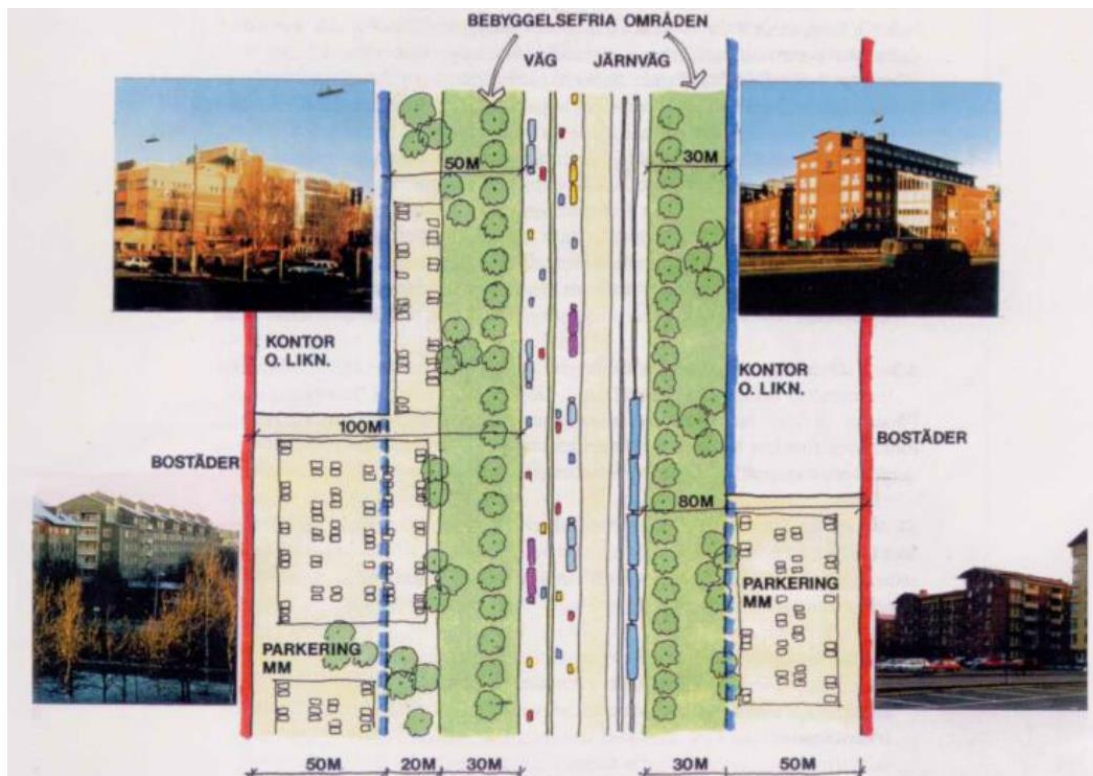 BEBYGGELSEFRIA OMRÅDEN
VÄG
JÄRNVÄG
50M
30M
KONTOR
O. LIKN.
KONTOR
O. LIKN.
100M
BOSTÄDER
BOSTÄDER
80M
PARKERING
MM
PARKERING
MM
50M
20M
30M
30M
50M